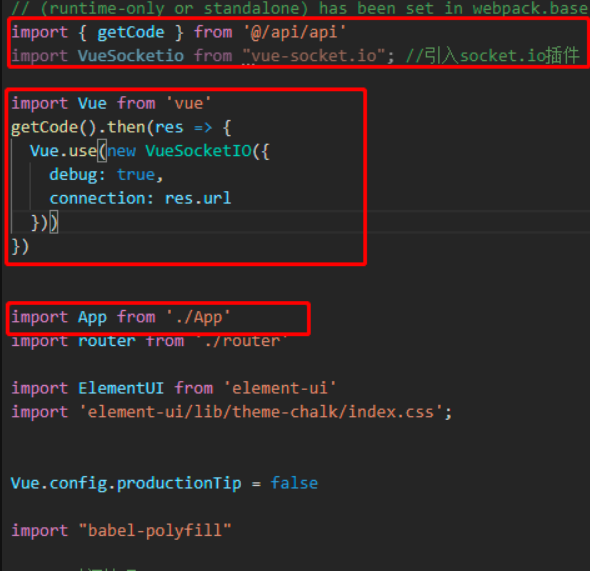 // (runtime-only or standalone) has been set in webpack.base
import { getCode } from '@/api/api'
import VueSocketio from "vue-socket.io"; //引入socket.io插件
import Vue from 'vue'
getCode().then(res => {
Vue.use(new VueSocketIO({
debug: true,
connection: res.url
}))
})
import App from './App'
import router from './router'
import ElementUI from 'element-ui'
import 'element-ui/lib/theme-chalk/index.css';
Vue.config.productionTip = false
import "babel-polyfill"